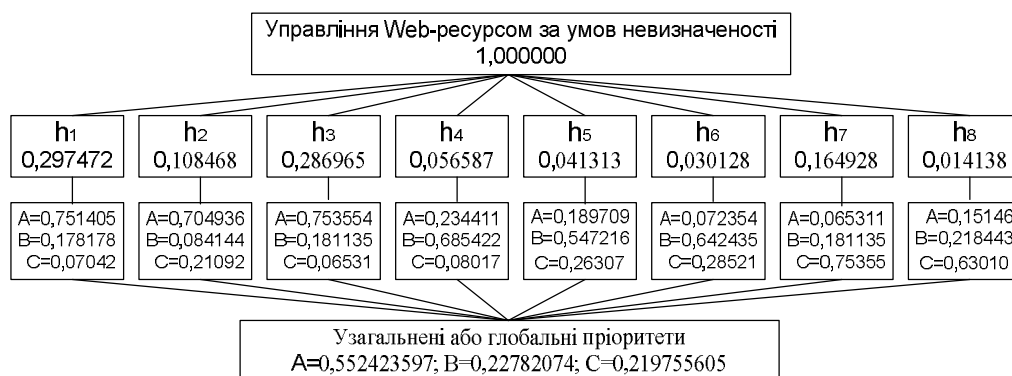 Управління Web-ресурсом за умов невизначеності
1,000000
h1
0,297472
h2
0,108468
h3
0,286965
h4
0,056587
h5
0,041313
h6
0,030128
h7
0,164928
h8
0,014138
A=0,751405
B=0,178178
C=0,07042
A=0,704936
B=0,084144
C=0,21092
A=0,753554
B=0,181135
C=0,06531
A=0,234411
B=0,685422
C=0,08017
A=0,189709
B=0,547216
C=0,26307
A=0,072354
B=0,642435
C=0,28521
A=0,065311
B=0,181135
C=0,75355
A=0,15146
B=0,218443
C=0,63010
Узагальнені або глобальні пріоритети
A=0,552423597; B=0,22782074; C=0,219755605